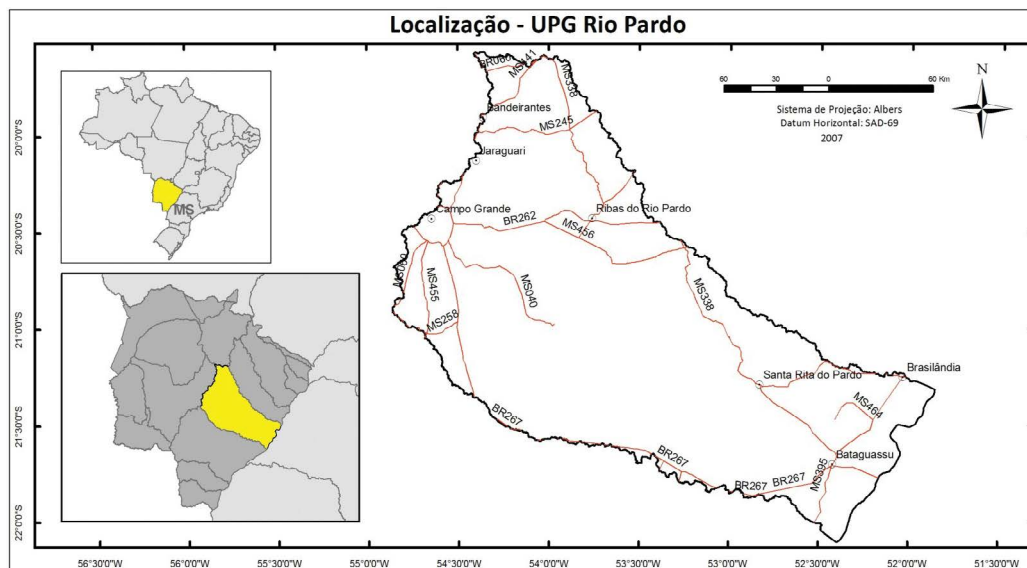 Localização - UPG Rio Pardo
60 30 0 60 Km
Sistema de Projeção: Albers
Datum Horizontal: SAD-69
2007
N
MS
BR060
MS441
MS338
Bandeirantes
MS245
Jaraguari
Campo Grande
BR262
Ribas do Rio Pardo
MS456
MS060
MS455
MS040
MS258
MS338
Santa Rita do Pardo
Brasilândia
MS464
BR267
BR267
Bataguassu
BR267
BR267
MS395
20°0'0"S
20°30'0"S
21°0'0"S
21°30'0"S
22°0'0"S
56°30'0"W 56°0'0"W 55°30'0"W 55°0'0"W 54°30'0"W 54°0'0"W 53°30'0"W 53°0'0"W 52°30'0"W 52°0'0"W 51°30'0"W